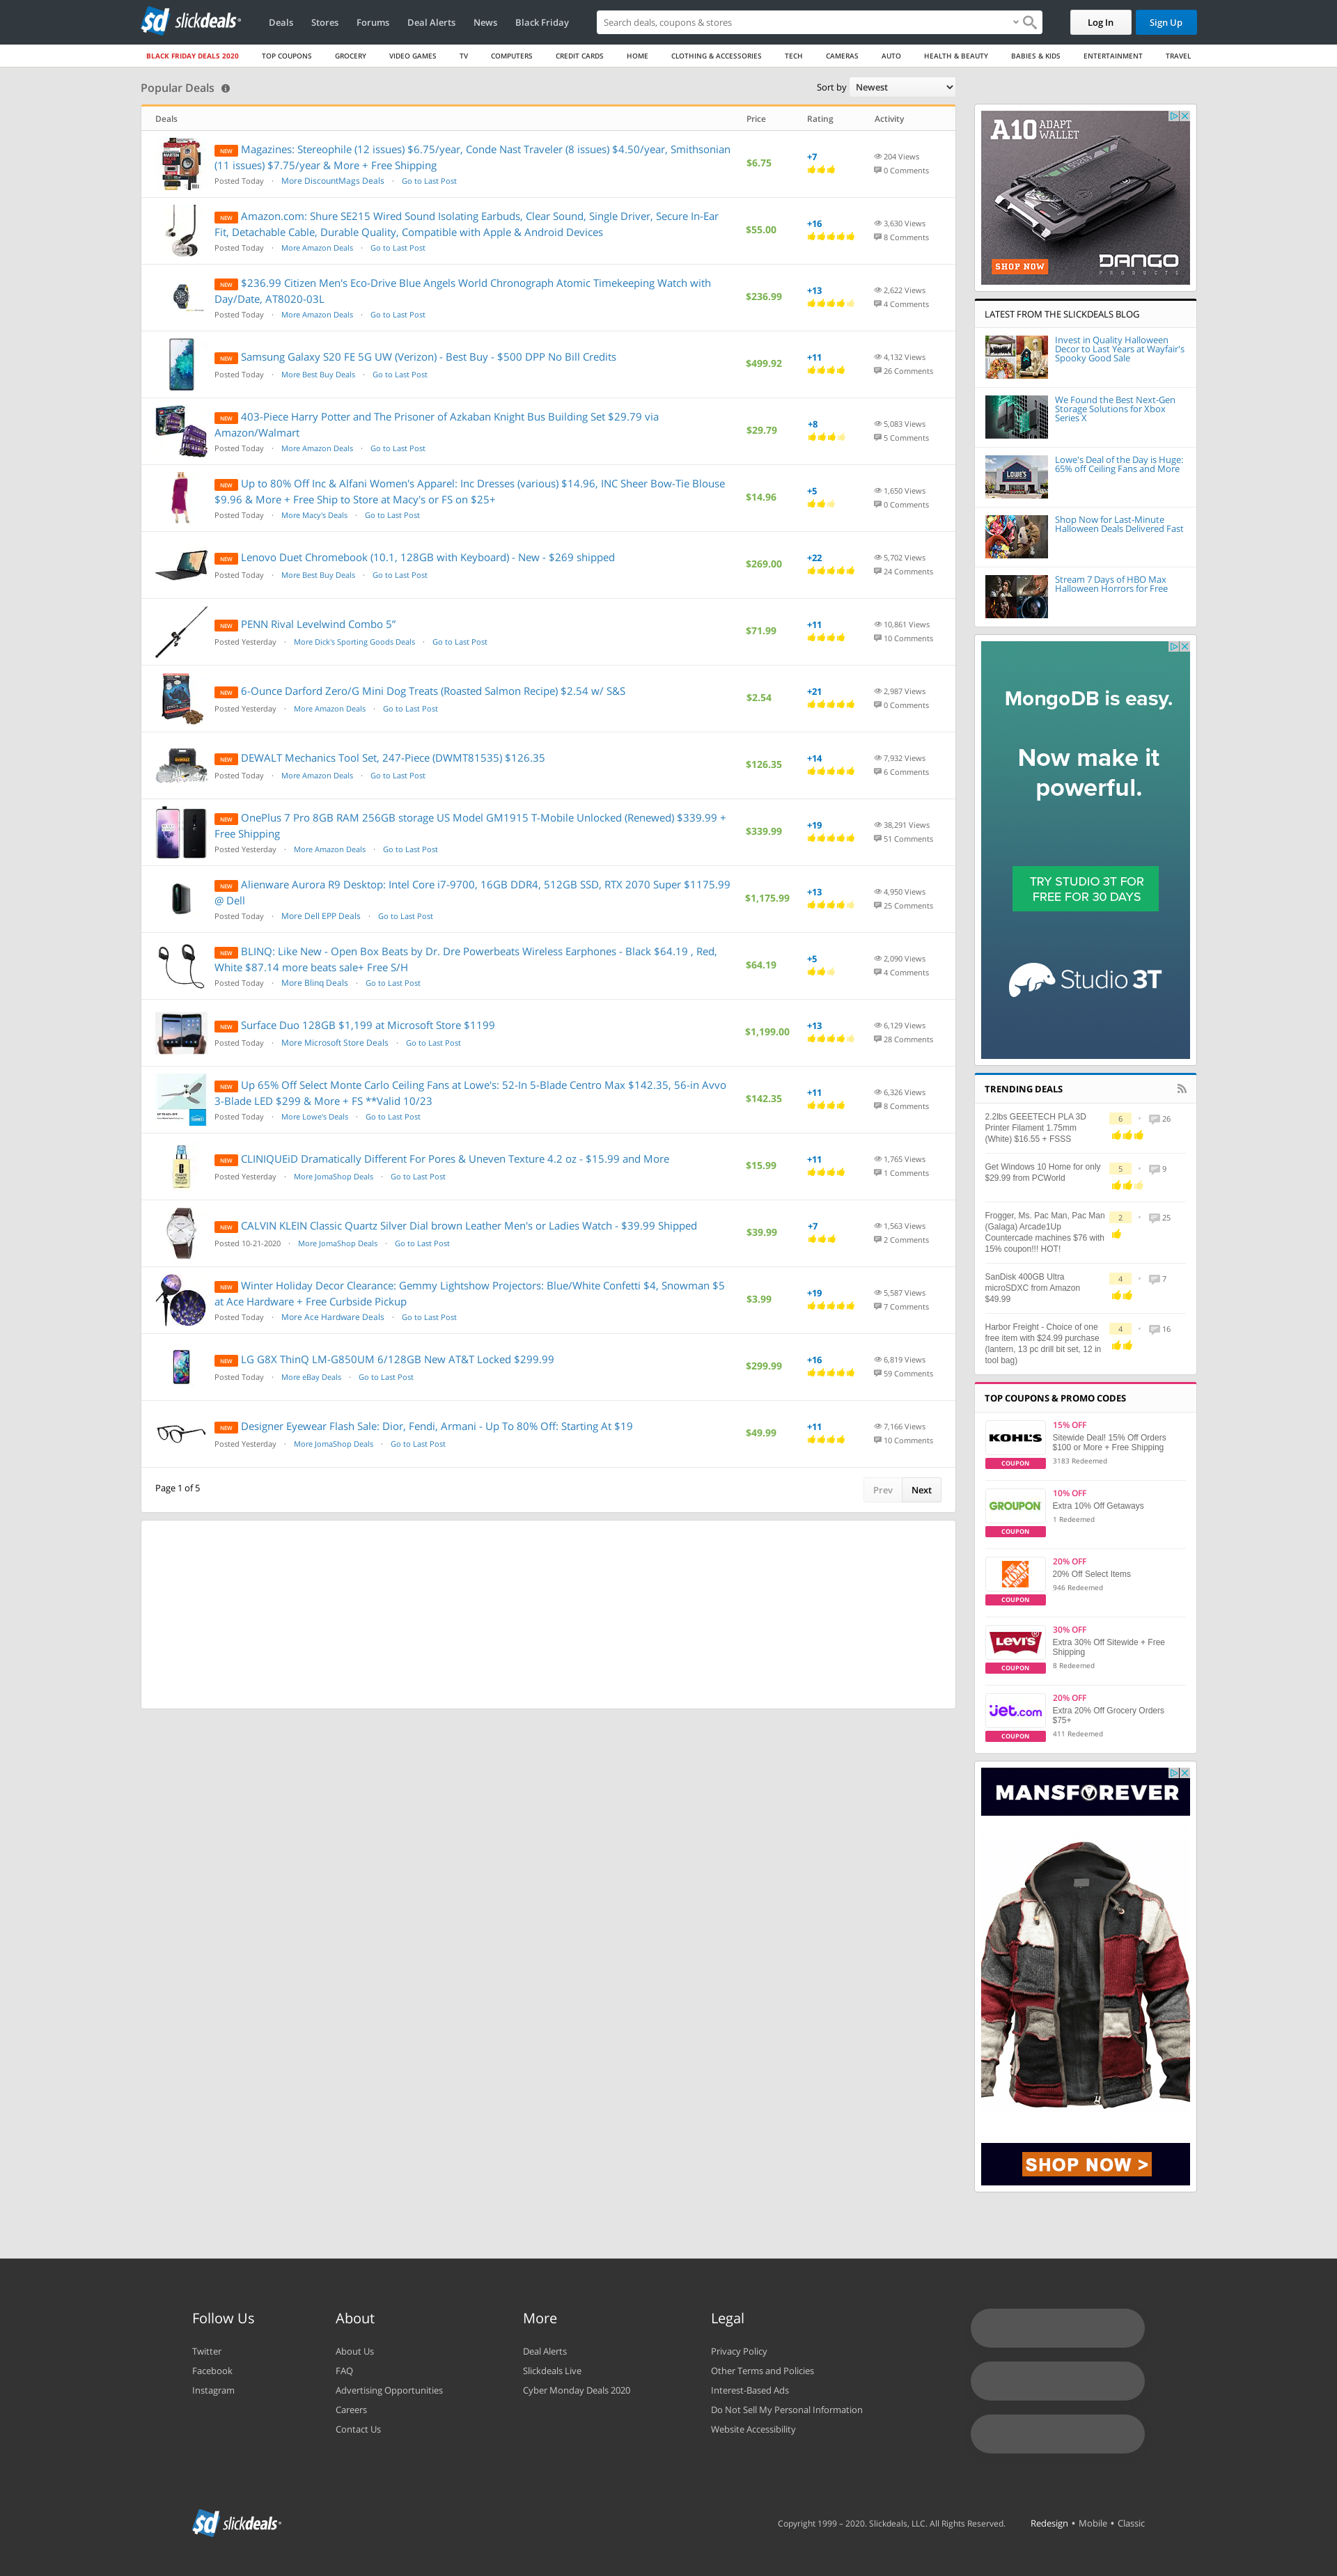 slickdeals
Deals
Stores
Forums
Deal Alerts
News
Black Friday
Search deals, coupons & stores
Log In
Sign Up
BLACK FRIDAY DEALS 2020
TOP COUPONS
GROCERY
VIDEO GAMES
TV
COMPUTERS
CREDIT CARDS
HOME
CLOTHING & ACCESSORIES
TECH
CAMERAS
AUTO
HEALTH & BEAUTY
BABIES & KIDS
ENTERTAINMENT
TRAVEL
Popular Deals
Sort by Newest
Deals Price Rating Activity
NEW Magazines: Stereophile (12 issues) $6.75/year, Conde Nast Traveler (8 issues) $4.50/year, Smithsonian
(11 issues) $7.75/year & More + Free Shipping
Posted Today · More DiscountMags Deals · Go to Last Post
$6.75
+7
204 Views
0 Comments
NEW Amazon.com: Shure SE215 Wired Sound Isolating Earbuds, Clear Sound, Single Driver, Secure In-Ear
Fit, Detachable Cable, Durable Quality, Compatible with Apple & Android Devices
Posted Today · More Amazon Deals · Go to Last Post
$55.00
+16
3,630 Views
8 Comments
NEW $236.99 Citizen Men's Eco-Drive Blue Angels World Chronograph Atomic Timekeeping Watch with
Day/Date, AT8020-03L
Posted Today · More Amazon Deals · Go to Last Post
$236.99
+13
2,622 Views
4 Comments
NEW Samsung Galaxy S20 FE 5G UW (Verizon) - Best Buy - $500 DPP No Bill Credits
Posted Today · More Best Buy Deals · Go to Last Post
$499.92
+11
4,132 Views
26 Comments
NEW 403-Piece Harry Potter and The Prisoner of Azkaban Knight Bus Building Set $29.79 via
Amazon/Walmart
Posted Today · More Amazon Deals · Go to Last Post
$29.79
+8
5,083 Views
5 Comments
NEW Up to 80% Off Inc & Alfani Women's Apparel: Inc Dresses (various) $14.96, INC Sheer Bow-Tie Blouse
$9.96 & More + Free Ship to Store at Macy's or FS on $25+
Posted Today · More Macy's Deals · Go to Last Post
$14.96
+5
1,650 Views
0 Comments
NEW Lenovo Duet Chromebook (10.1, 128GB with Keyboard) - New - $269 shipped
Posted Today · More Best Buy Deals · Go to Last Post
$269.00
+22
5,702 Views
24 Comments
NEW PENN Rival Levelwind Combo 5”
Posted Yesterday · More Dick's Sporting Goods Deals · Go to Last Post
$71.99
+11
10,861 Views
10 Comments
NEW 6-Ounce Darford Zero/G Mini Dog Treats (Roasted Salmon Recipe) $2.54 w/ S&S
Posted Yesterday · More Amazon Deals · Go to Last Post
$2.54
+21
2,987 Views
0 Comments
NEW DEWALT Mechanics Tool Set, 247-Piece (DWMT81535) $126.35
Posted Today · More Amazon Deals · Go to Last Post
$126.35
+14
7,932 Views
6 Comments
NEW OnePlus 7 Pro 8GB RAM 256GB storage US Model GM1915 T-Mobile Unlocked (Renewed) $339.99 +
Free Shipping
Posted Yesterday · More Amazon Deals · Go to Last Post
$339.99
+19
38,291 Views
51 Comments
NEW Alienware Aurora R9 Desktop: Intel Core i7-9700, 16GB DDR4, 512GB SSD, RTX 2070 Super $1175.99
@ Dell
Posted Today · More Dell EPP Deals · Go to Last Post
$1,175.99
+13
4,950 Views
25 Comments
NEW BLINQ: Like New - Open Box Beats by Dr. Dre Powerbeats Wireless Earphones - Black $64.19 , Red,
White $87.14 more beats sale+ Free S/H
Posted Today · More Blinq Deals · Go to Last Post
$64.19
+5
2,090 Views
4 Comments
NEW Surface Duo 128GB $1,199 at Microsoft Store $1199
Posted Today · More Microsoft Store Deals · Go to Last Post
$1,199.00
+13
6,129 Views
28 Comments
NEW Up 65% Off Select Monte Carlo Ceiling Fans at Lowe's: 52-In 5-Blade Centro Max $142.35, 56-in Avvo
3-Blade LED $299 & More + FS **Valid 10/23
Posted Today · More Lowe's Deals · Go to Last Post
$142.35
+11
6,326 Views
8 Comments
NEW CLINIQUEiD Dramatically Different For Pores & Uneven Texture 4.2 oz - $15.99 and More
Posted Yesterday · More JomaShop Deals · Go to Last Post
$15.99
+11
1,765 Views
1 Comments
NEW CALVIN KLEIN Classic Quartz Silver Dial brown Leather Men's or Ladies Watch - $39.99 Shipped
Posted 10-21-2020 · More JomaShop Deals · Go to Last Post
$39.99
+7
1,563 Views
2 Comments
NEW Winter Holiday Decor Clearance: Gemmy Lightshow Projectors: Blue/White Confetti $4, Snowman $5
at Ace Hardware + Free Curbside Pickup
Posted Today · More Ace Hardware Deals · Go to Last Post
$3.99
+19
5,587 Views
7 Comments
NEW LG G8X ThinQ LM-G850UM 6/128GB New AT&T Locked $299.99
Posted Today · More eBay Deals · Go to Last Post
$299.99
+16
6,819 Views
59 Comments
NEW Designer Eyewear Flash Sale: Dior, Fendi, Armani - Up To 80% Off: Starting At $19
Posted Yesterday · More JomaShop Deals · Go to Last Post
$49.99
+11
7,166 Views
10 Comments
Page 1 of 5
Prev
Next
A10 ADAPT
WALLET
SHOP NOW
DANGO
PRODUCTS
LATEST FROM THE SLICKDEALS BLOG
Invest in Quality Halloween
Decor to Last Years at Wayfair's
Spooky Good Sale
We Found the Best Next-Gen
Storage Solutions for Xbox
Series X
LOWE'S
Lowe's Deal of the Day is Huge:
65% off Ceiling Fans and More
Shop Now for Last-Minute
Halloween Deals Delivered Fast
Stream 7 Days of HBO Max
Halloween Horrors for Free
MongoDB is easy.
Now make it
powerful.
TRY STUDIO 3T FOR
FREE FOR 30 DAYS
Studio 3T
TRENDING DEALS
2.2lbs GEEETECH PLA 3D
Printer Filament 1.75mm
(White) $16.55 + FSSS
6 • 26
Get Windows 10 Home for only
$29.99 from PCWorld
5 • 9
Frogger, Ms. Pac Man, Pac Man
(Galaga) Arcade1Up
Countercade machines $76 with
15% coupon!!! HOT!
2 • 25
SanDisk 400GB Ultra
microSDXC from Amazon
$49.99
4 • 7
Harbor Freight - Choice of one
free item with $24.99 purchase
(lantern, 13 pc drill bit set, 12 in
tool bag)
4 • 16
TOP COUPONS & PROMO CODES
KOHL'S
COUPON
15% OFF
Sitewide Deal! 15% Off Orders
$100 or More + Free Shipping
3183 Redeemed
GROUPON
COUPON
10% OFF
Extra 10% Off Getaways
1 Redeemed
THE HOME DEPOT
COUPON
20% OFF
20% Off Select Items
946 Redeemed
LEVI'S
COUPON
30% OFF
Extra 30% Off Sitewide + Free
Shipping
8 Redeemed
jet.com
COUPON
20% OFF
Extra 20% Off Grocery Orders
$75+
411 Redeemed
MANSFOREVER
SHOP NOW >
Follow Us
Twitter
Facebook
Instagram
About
About Us
FAQ
Advertising Opportunities
Careers
Contact Us
More
Deal Alerts
Slickdeals Live
Cyber Monday Deals 2020
Legal
Privacy Policy
Other Terms and Policies
Interest-Based Ads
Do Not Sell My Personal Information
Website Accessibility
slickdeals
Copyright 1999 – 2020. Slickdeals, LLC. All Rights Reserved.
Redesign • Mobile • Classic